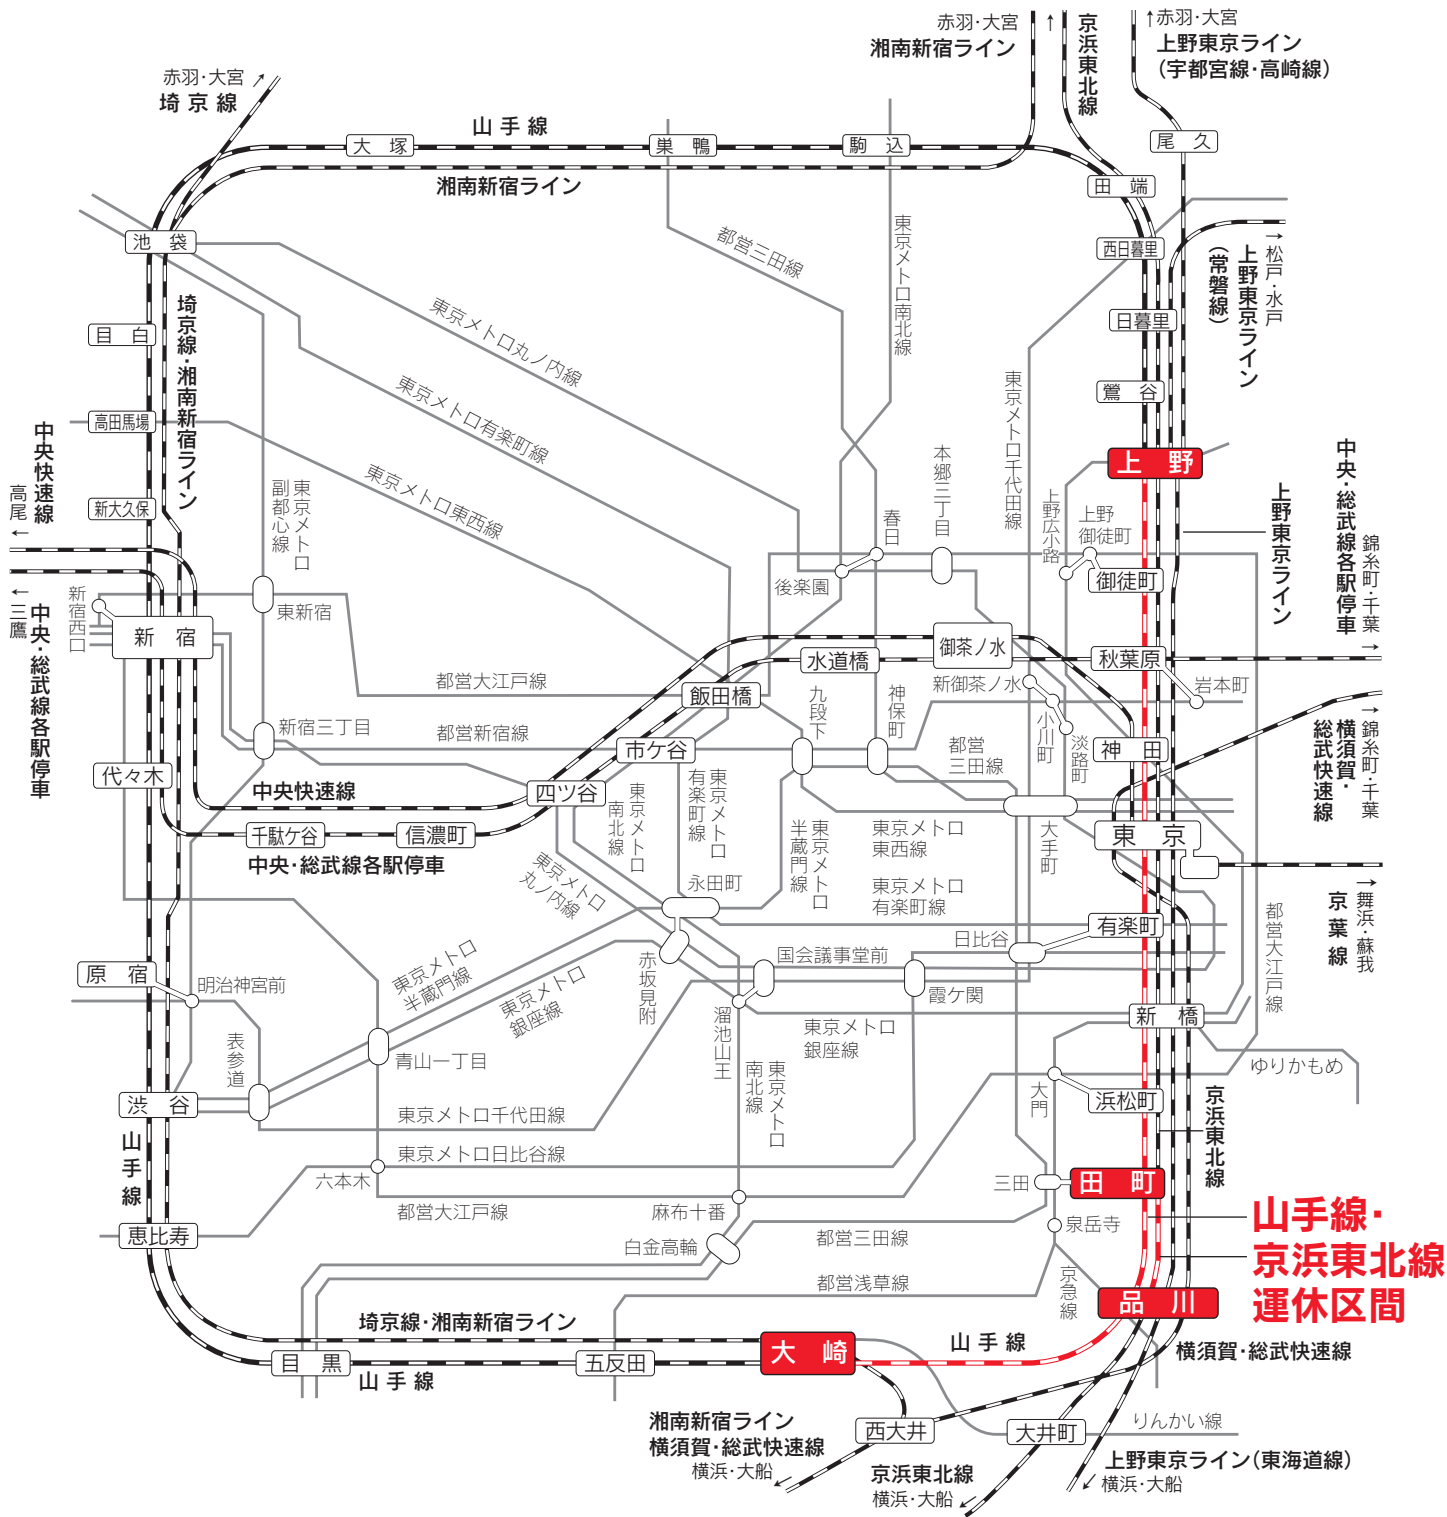 赤羽・大宮
湘南新宿ライン
京浜東北線
赤羽・大宮
上野東京ライン
(宇都宮線・高崎線)
赤羽・大宮
埼京線
山手線
大塚
巣鴨
駒込
尾久
湘南新宿ライン
田端
池袋
都営三田線
東京メトロ南北線
西日暮里
上野東京ライン
(常磐線)
松戸・水戸
埼京線・湘南新宿ライン
目白
東京メトロ丸ノ内線
日暮里
東京メトロ有楽町線
東京メトロ千代田線
鶯谷
高田馬場
中央快速線
高尾
東京メトロ東西線
本郷三丁目
上野
中央・総武線各駅停車
錦糸町・千葉
東京メトロ
副都心線
新大久保
春日
上野広小路
上野
御徒町
上野東京ライン
後楽園
御徒町
新宿西口
東新宿
三鷹
中央・総武線各駅停車
新宿
御茶ノ水
水道橋
秋葉原
都営大江戸線
飯田橋
九段下
神保町
新御茶ノ水
岩本町
新宿三丁目
都営新宿線
市ケ谷
都営
三田線
小川町
淡路町
神田
横須賀・
総武快速線
錦糸町・千葉
代々木
中央快速線
四ツ谷
東京メトロ
南北線
東京メトロ
有楽町線
千駄ケ谷
信濃町
中央・総武線各駅停車
東京メトロ
半蔵門線
東京メトロ
東西線
大手町
東京
東京メトロ
丸ノ内線
永田町
東京メトロ
有楽町線
有楽町
京葉線
舞浜・蘇我
都営大江戸線
日比谷
原宿
明治神宮前
東京メトロ
半蔵門線
東京メトロ
銀座線
赤坂見附
国会議事堂前
霞ケ関
表参道
青山一丁目
溜池山王
東京メトロ
銀座線
新橋
ゆりかもめ
東京メトロ
南北線
渋谷
東京メトロ千代田線
大門
浜松町
京浜東北線
山手線
東京メトロ日比谷線
六本木
三田
田町
都営大江戸線
麻布十番
泉岳寺
山手線・
京浜東北線
運休区間
恵比寿
白金高輪
都営三田線
都営浅草線
京急線
品川
埼京線・湘南新宿ライン
大崎
山手線
横須賀・総武快速線
目黒
五反田
山手線
湘南新宿ライン
横須賀・総武快速線
横浜・大船
西大井
大井町
りんかい線
京浜東北線
横浜・大船
上野東京ライン(東海道線)
横浜・大船